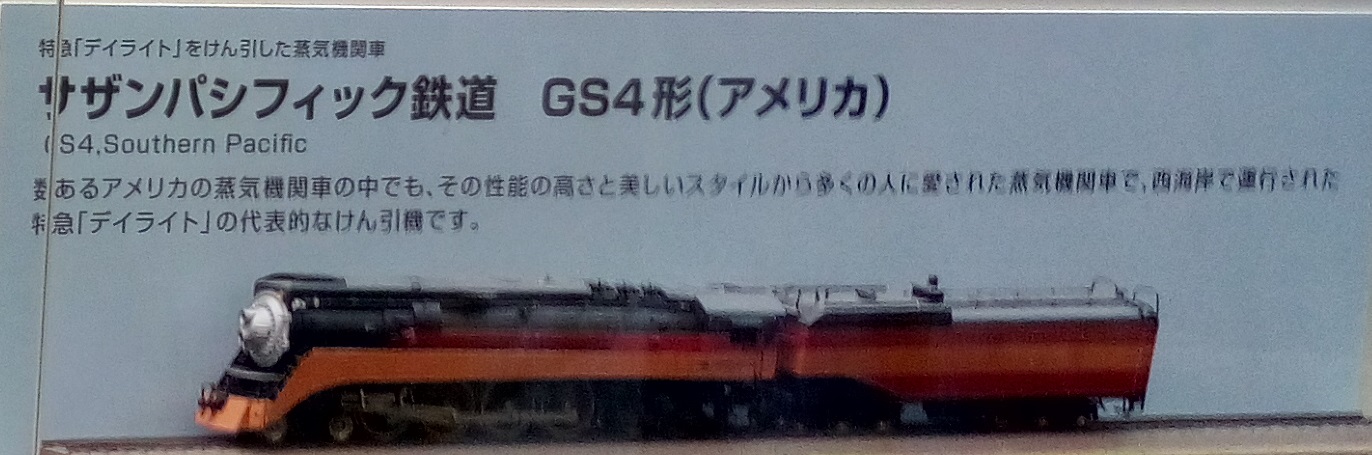 特急「デイライト」をけん引した蒸気機関車
サザンパシフィック鉄道 GS4形(アメリカ)
GS4,Southern Pacific
数あるアメリカの蒸気機関車の中でも、その性能の高さと美しいスタイルから多くの人に愛された蒸気機関車で、西海岸で運行された
特急「デイライト」の代表的なけん引機です。